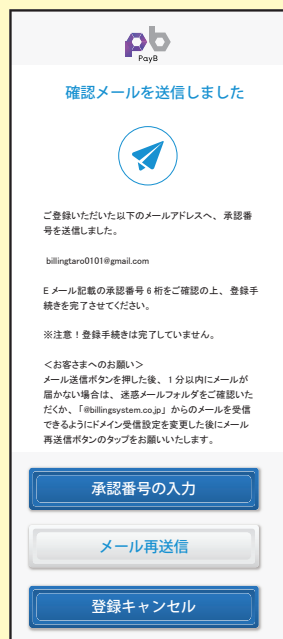 pb
PayB
確認メールを送信しました
ご登録いただいた以下のメールアドレスへ、承認番
号を送信しました。
billingtaro0101@gmail.com
Eメール記載の承認番号6桁をご確認の上、登録手
続きを完了させてください。
※注意！登録手続きは完了していません。
＜お客さまへのお願い＞
メール送信ボタンを押した後、1分以内にメールが
届かない場合は、迷惑メールフォルダをご確認いた
だくか、「@billingsystem.co.jp」からのメールを受信
できるようにドメイン受信設定を変更した後にメール
再送信ボタンのタップをお願いいたします。
承認番号の入力
メール再送信
登録キャンセル